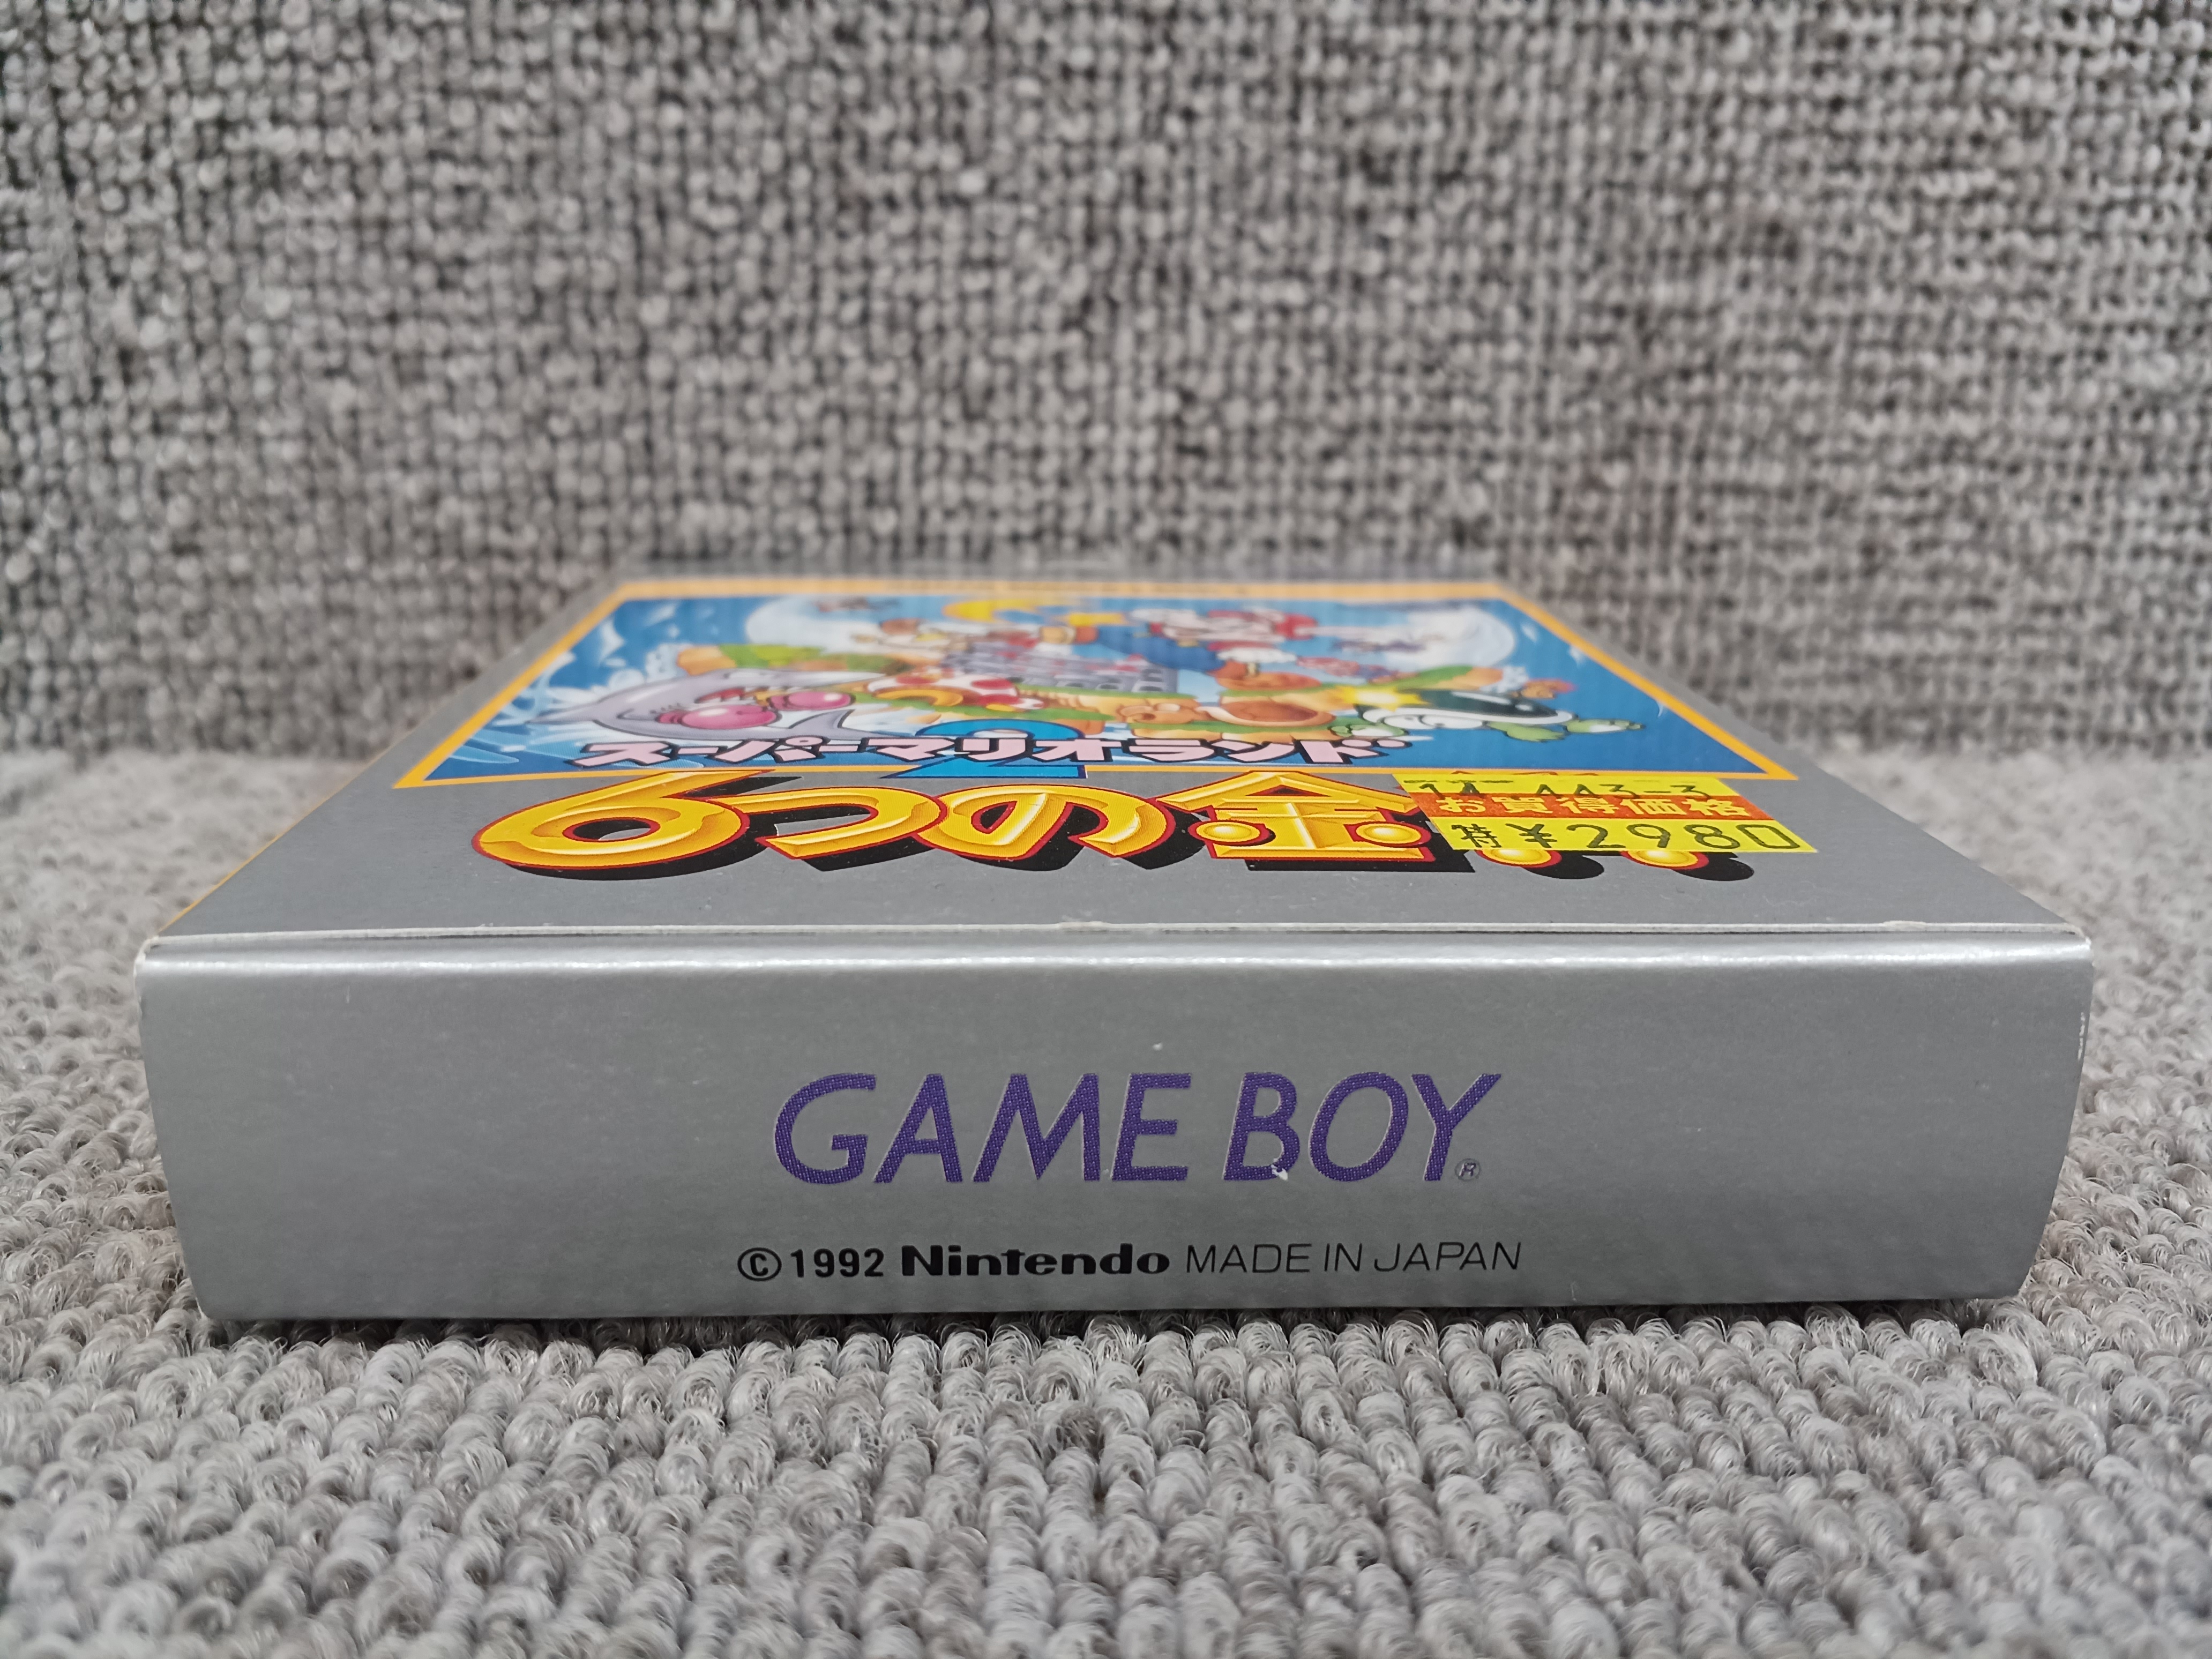 スーパーマリオランド
2
6つの金
お買得価格
特 ¥2980
GAME BOY®
©1992 Nintendo MADE IN JAPAN